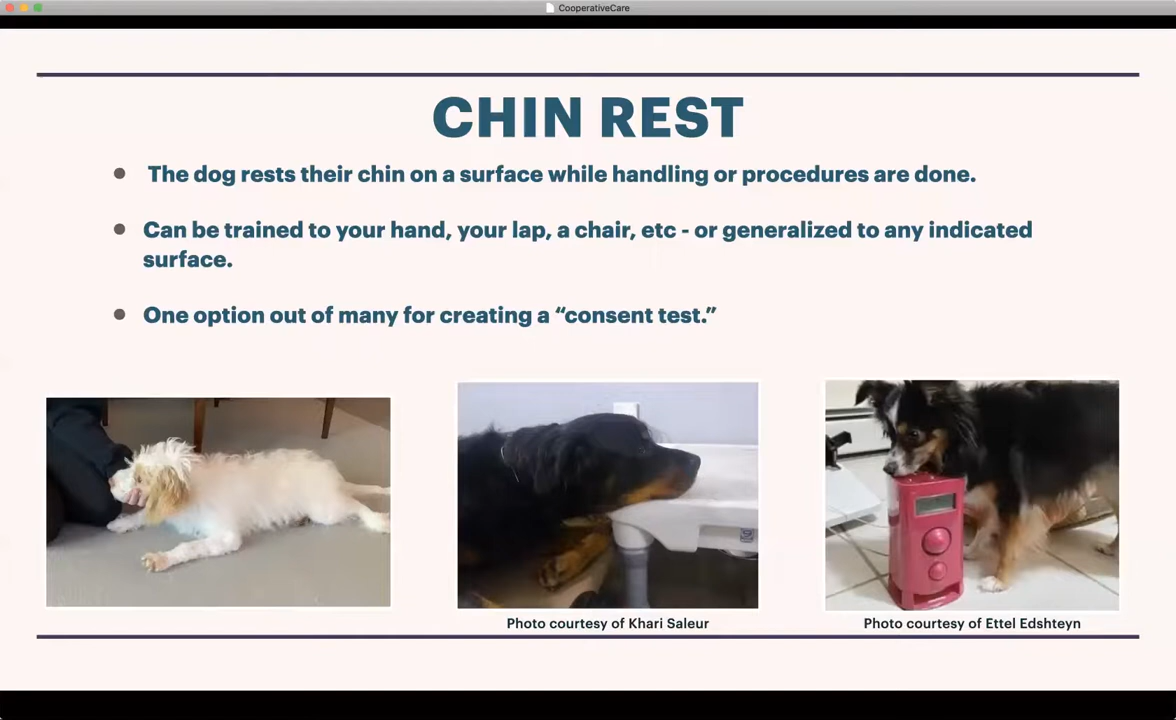 CooperativeCare
CHIN REST
• The dog rests their chin on a surface while handling or procedures are done.
• Can be trained to your hand, your lap, a chair, etc - or generalized to any indicated
surface.
• One option out of many for creating a “consent test.”
Photo courtesy of Khari Saleur
Photo courtesy of Ettel Edshteyn